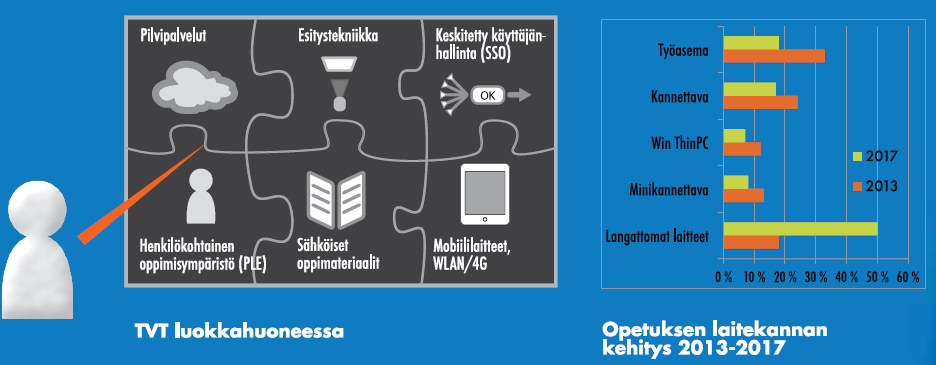 Pilvipalvelut
Esitystekniikka
Keskitetty käyttäjän-
hallinta (SSO)
OK
Henkilökohtainen
oppimisympäristö (PLE)
Sähköiset
oppimateriaalit
Mobiililaitteet,
WLAN/4G
TVT luokkahuoneessa
Työasema
Kannettava
Win ThinPC
Minikannettava
Langattomat laitteet
2017
2013
0 % 10 % 20 % 30 % 40 % 50 % 60 %
Opetuksen laitekannan
kehitys 2013-2017